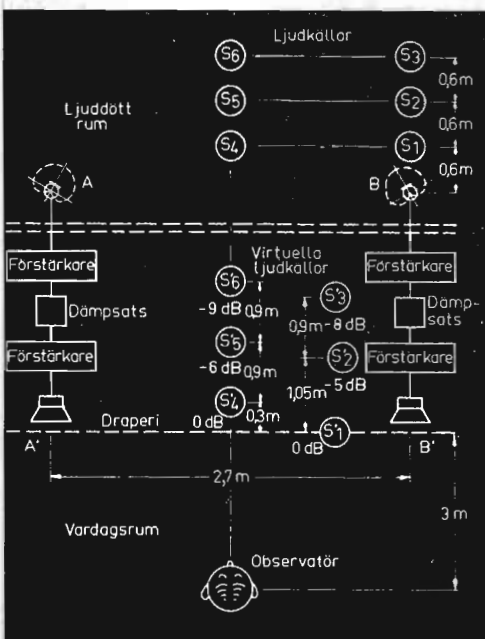 Ljudkällor
S6
S3
0,6m
S5
S2
Ljuddött
rum
0,6m
S4
S1
0,6m
A
B
Förstärkare
Virtuella
ljudkällor
Förstärkare
S'6
-9 dB
0,9m
S'3
0,9m
-8 dB
Dämpsats
Dämp-
sats
S'5
-6 dB
0,9m
S'2
-5 dB
Förstärkare
Förstärkare
1,05m
S'4
0 dB
0,3m
Draperi
S'1
0 dB
A'
B'
2,7m
3 m
Vardagsrum
Observatör